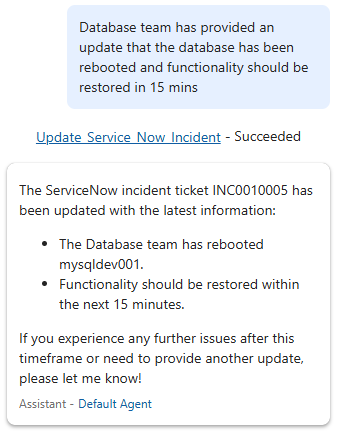 Database team has provided an
update that the database has been
rebooted and functionality should be
restored in 15 mins
Update Service Now Incident - Succeeded
The ServiceNow incident ticket INC0010005 has
been updated with the latest information:
• The Database team has rebooted
mysqldev001.
• Functionality should be restored within
the next 15 minutes.
If you experience any further issues after this
timeframe or need to provide another update,
please let me know!
Assistant - Default Agent